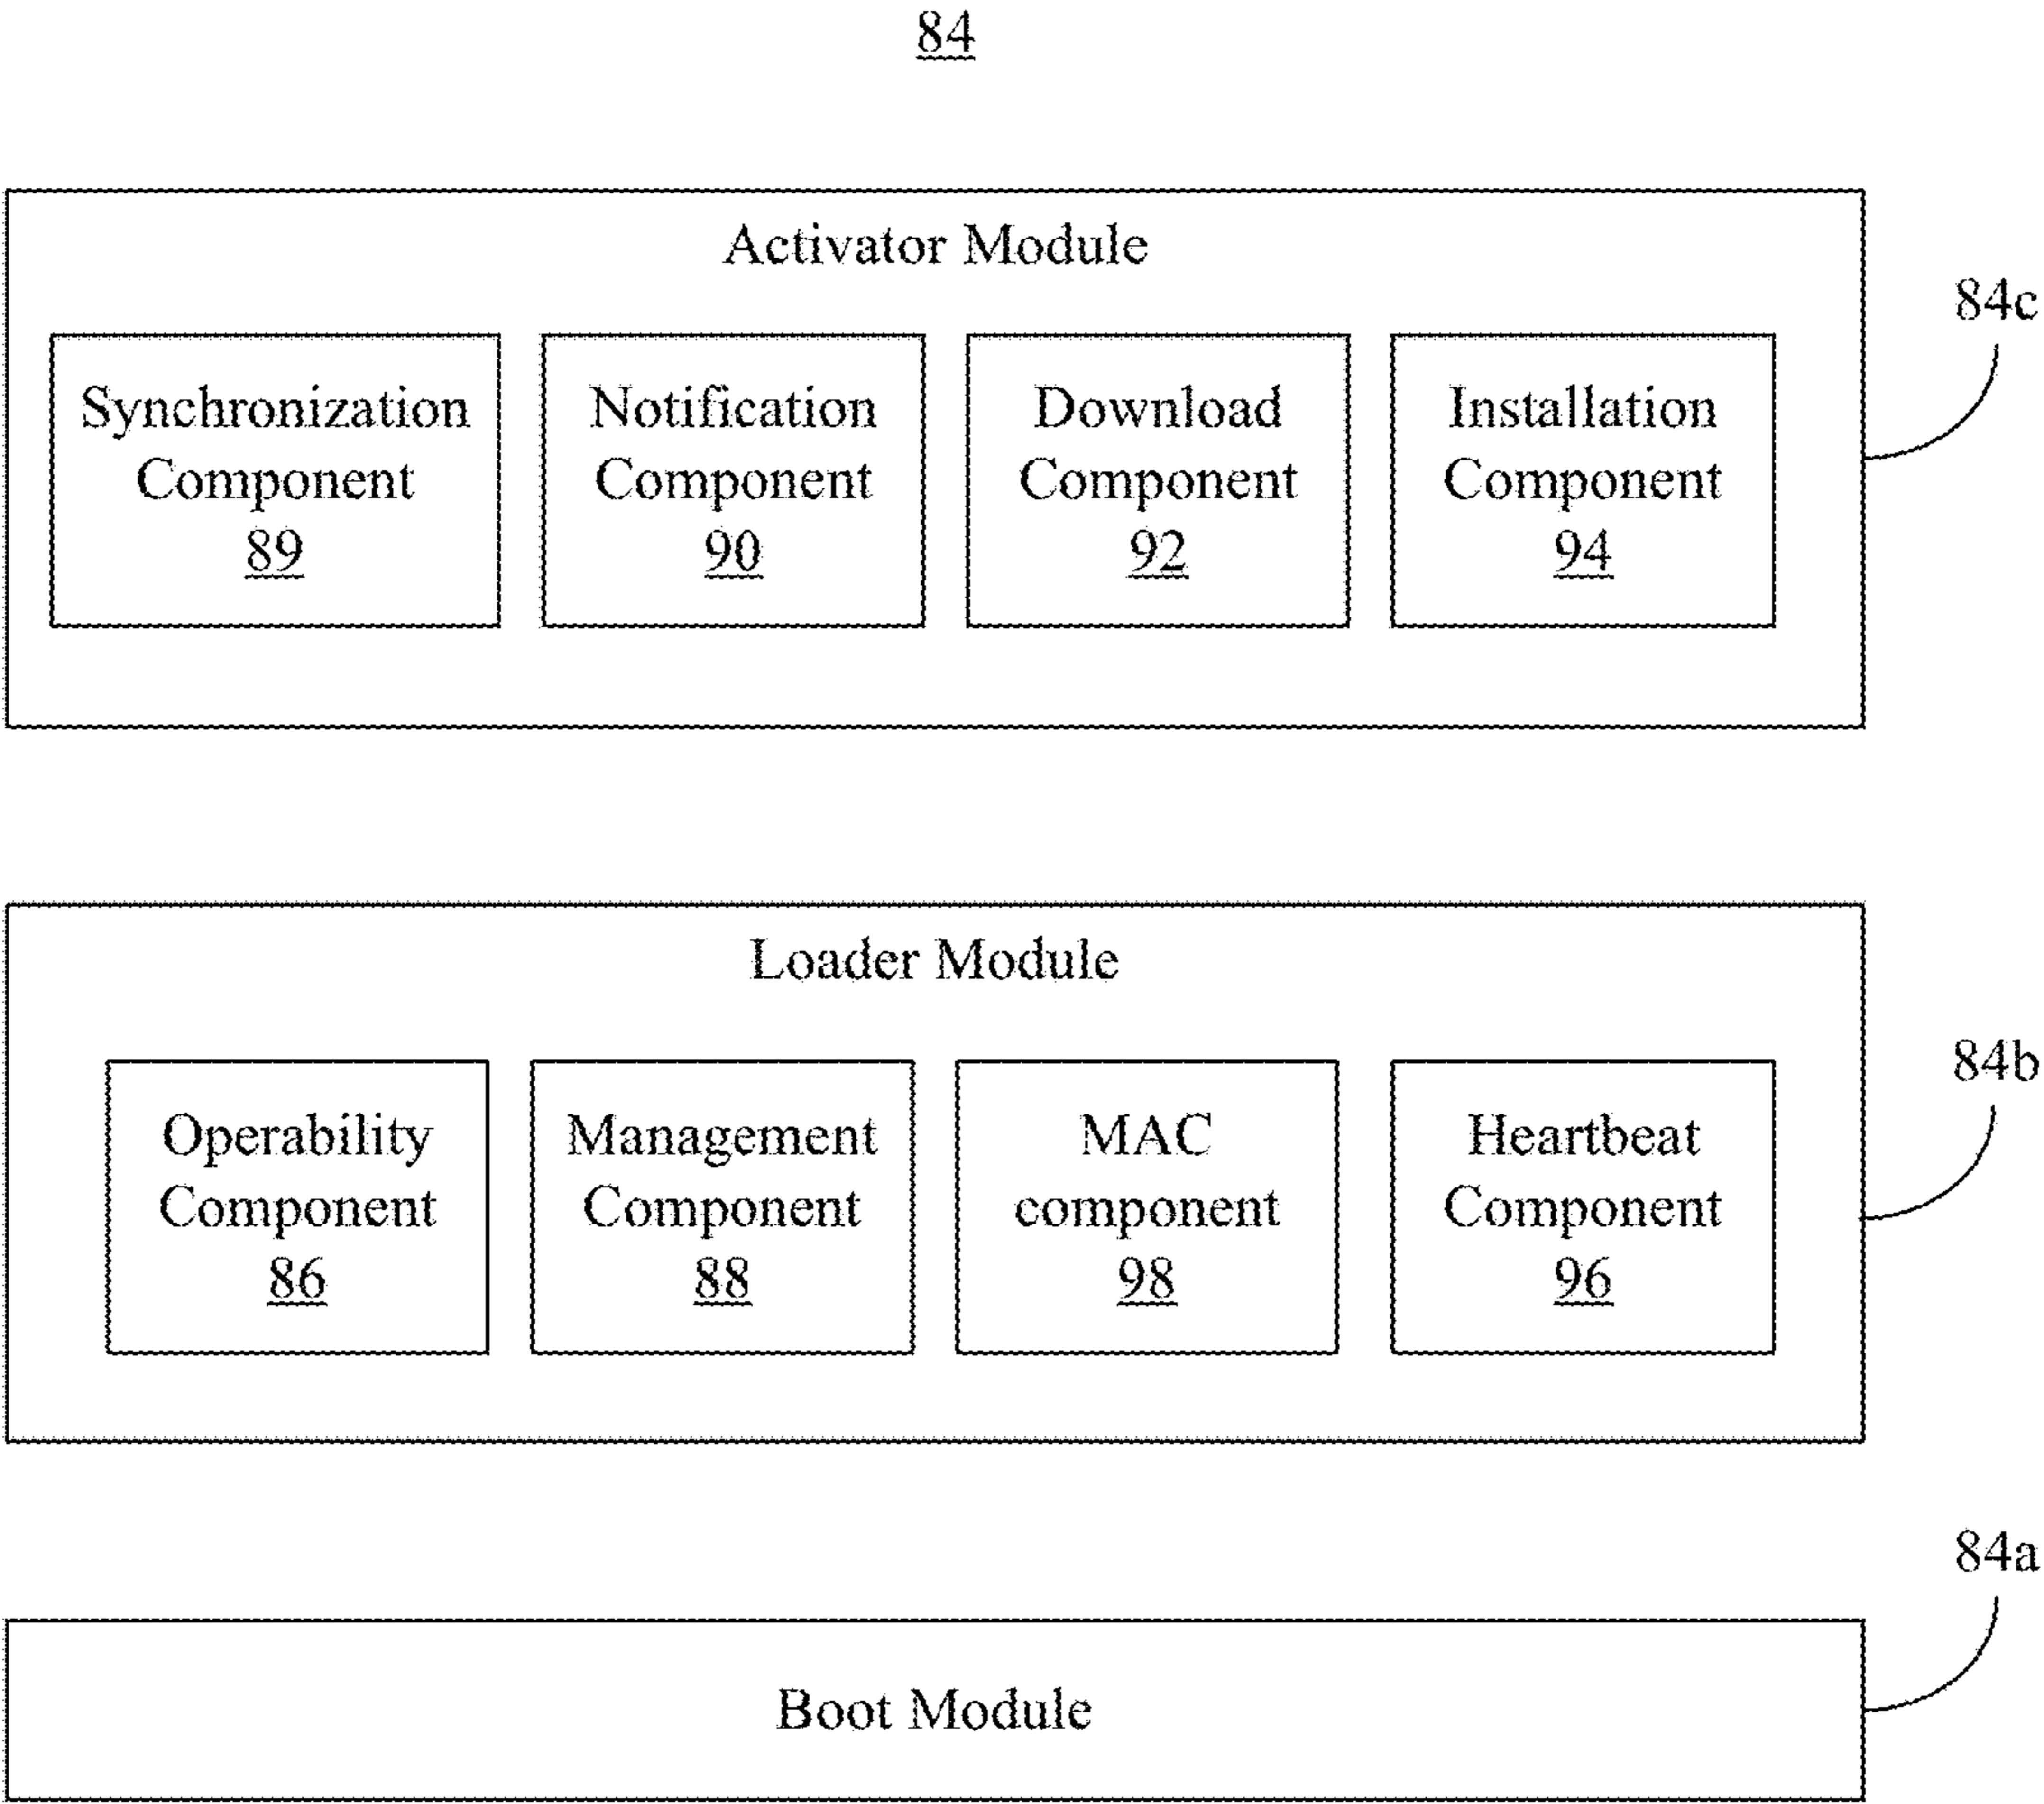 84
Activator Module
84c
Synchronization
Component
89
Notification
Component
90
Download
Component
92
Installation
Component
94
Loader Module
84b
Operability
Component
86
Management
Component
88
MAC
component
98
Heartbeat
Component
96
84a
Boot Module